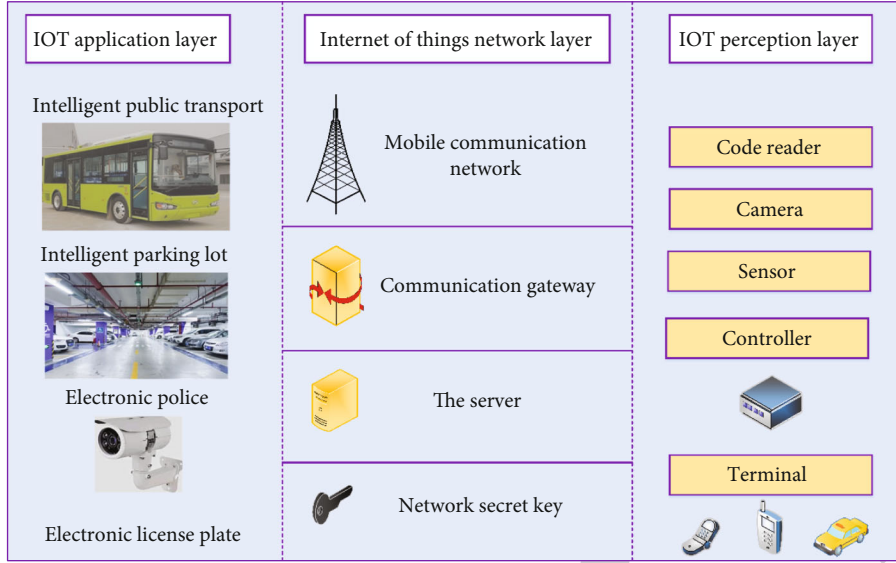 IOT application layer
Intelligent public transport
Intelligent parking lot
Electronic police
Electronic license plate
Internet of things network layer
Mobile communication
network
Communication gateway
The server
Network secret key
IOT perception layer
Code reader
Camera
Sensor
Controller
Terminal